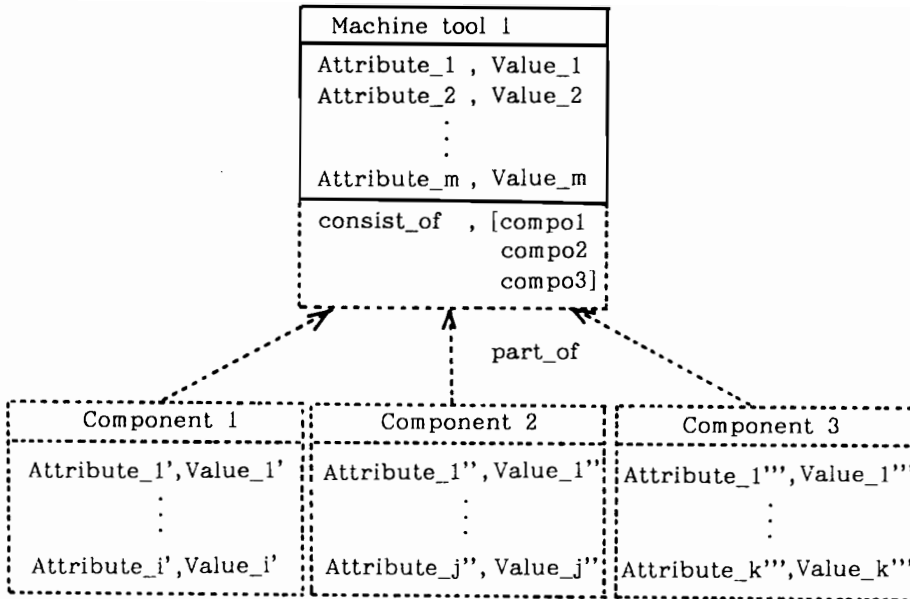 Machine tool 1
Attribute_1 , Value_1
Attribute_2 , Value_2
Attribute_m , Value_m
consist_of , [compo1
compo2
compo3]
part_of
Component 1
Attribute_1',Value_1'
Attribute_i',Value_i'
Component 2
Attribute_1'',Value_1''
Attribute_j'',Value_j''
Component 3
Attribute_1''',Value_1'''
Attribute_k''',Value_k'''